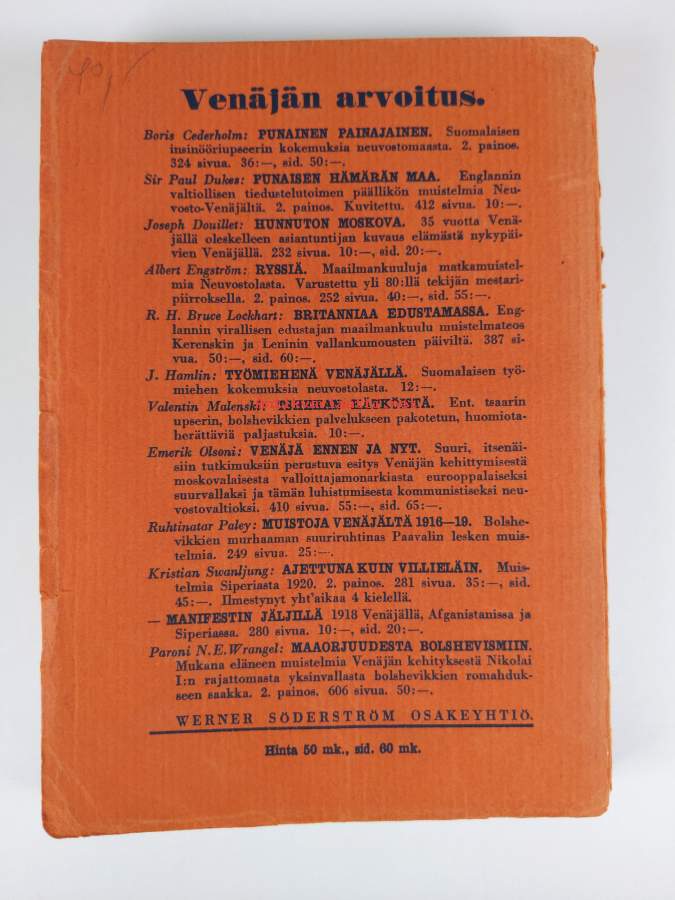 40,-
Venäjän arvoitus.
Boris Cederholm: PUNAINEN PAINAJAINEN. Suomalaisen
insinööriupseerin kokemuksia neuvostomaasta. 2. painos.
324 sivua. 36:—, sid. 50:—.
Sir Paul Dukes: PUNAISEN HÄMÄRÄN MAA. Englannin
valtiollisen tiedustelutoimen päällikön muistelmia Neu-
vosto-Venäjältä. 2. painos. Kuvitettu. 412 sivua. 10:—.
Joseph Douillet: HUNNUTON MOSKOVA. 35 vuotta Venä-
jällä oleskelleen asiantuntijan kuvaus elämästä nykypäi-
vien Venäjällä. 232 sivua. 10:—, sid. 20:—.
Albert Engström: RYSSIÄ. Maailmankuuluja matkamuistel-
mia Neuvostolasta. Varustettu yli 80:llä tekijän mestari-
piirroksella. 2. painos. 252 sivua. 40:—, sid. 55:—.
R. H. Bruce Lockhart: BRITANNIAA EDUSTAMASSA. Eng-
lannin virallisen edustajan maailmankuulu muistelmateos
Kerenskin ja Leninin vallankumousten päiviltä. 387 si-
vua. 50:—, sid. 60:—.
J. Hamlin: TYÖMIEHENÄ VENÄJÄLLÄ. Suomalaisen työ-
miehen kokemuksia neuvostolasta. 12:—.
Valentin Malenski: TSHEKAN KÄTKÖISTÄ. Ent. tsaarin
upserin, bolshevikkien palvelukseen pakotetun, huomiota-
herättäviä paljastuksia. 10:—.
Emerik Olsoni: VENÄJÄ ENNEN JA NYT. Suuri, itsenäi-
siin tutkimuksiin perustuva esitys Venäjän kehittymisestä
moskovalaisesta valloittajamonarkiasta eurooppalaiseksi
suurvallaksi ja tämän luhistumisesta kommunistiseksi neu-
vostovaltioksi. 410 sivua. 55:—, sid. 65:—.
Ruhtinatar Paley: MUISTOJA VENÄJÄLTÄ 1916—19. Bolshe-
vikkien murhaaman suuriruhtinas Paavalin lesken muis-
telmia. 249 sivua. 25:—.
Kristian Swanljung: AJETTUNA KUIN VILLIELÄIN. Muis-
telmia Siperiasta 1920. 2. painos. 281 sivua. 35:—, sid.
45:—. Ilmestynyt yht'aikaa 4 kielellä.
— MANIFESTIN JÄLJILLÄ 1918 Venäjällä, Afganistanissa ja
Siperiassa. 280 sivua. 10:—, sid. 20:—.
Paroni N. E. Wrangel: MAAORJUUDESTA BOLSHEVISMIIN.
Mukana eläneen muistelmia Venäjän kehityksestä Nikolai
I:n rajattomasta yksinvallasta bolshevikkien romahduk-
seen saakka. 2. painos. 606 sivua. 50:—.
WERNER SÖDERSTRÖM OSAKEYHTIÖ.
Hinta 50 mk., sid. 60 mk.